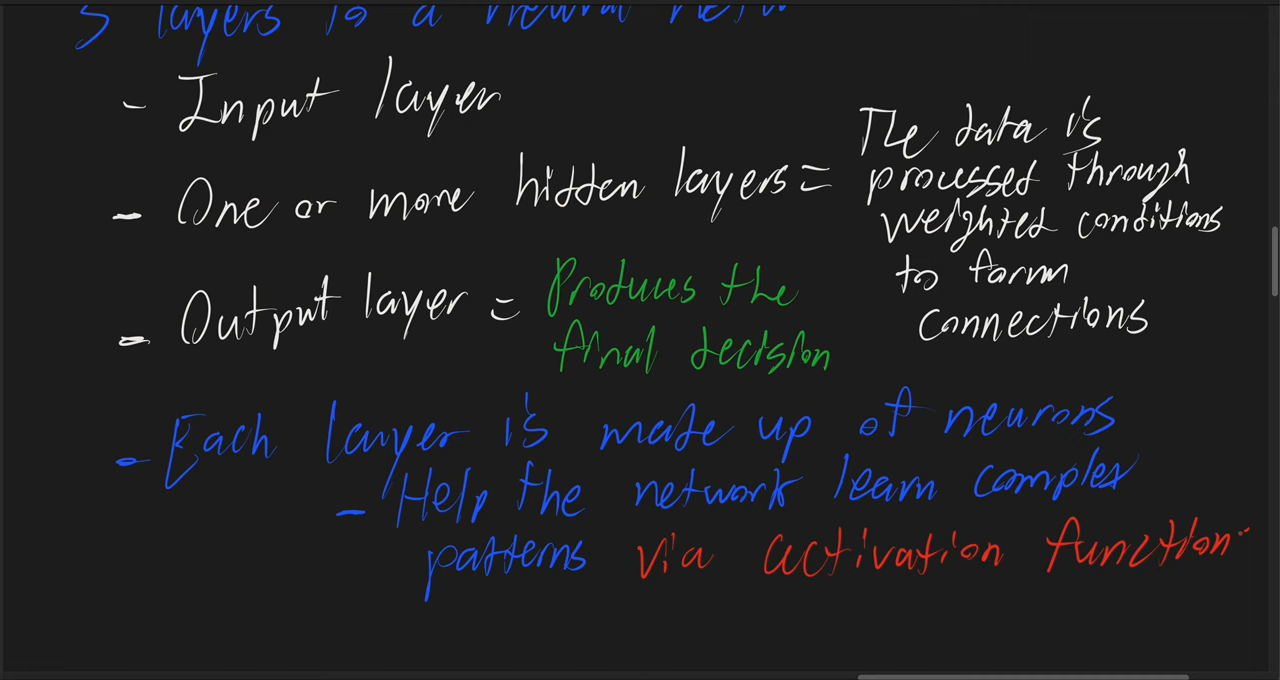 3 layers to a neural netw
- Input layer
- One or more hidden layers =
The data is
processed through
weighted conditions
to form
connections
- Output layer =
Produces the
final decision
- Each layer is made up of neurons
- Help the network learn complex
patterns via activation function